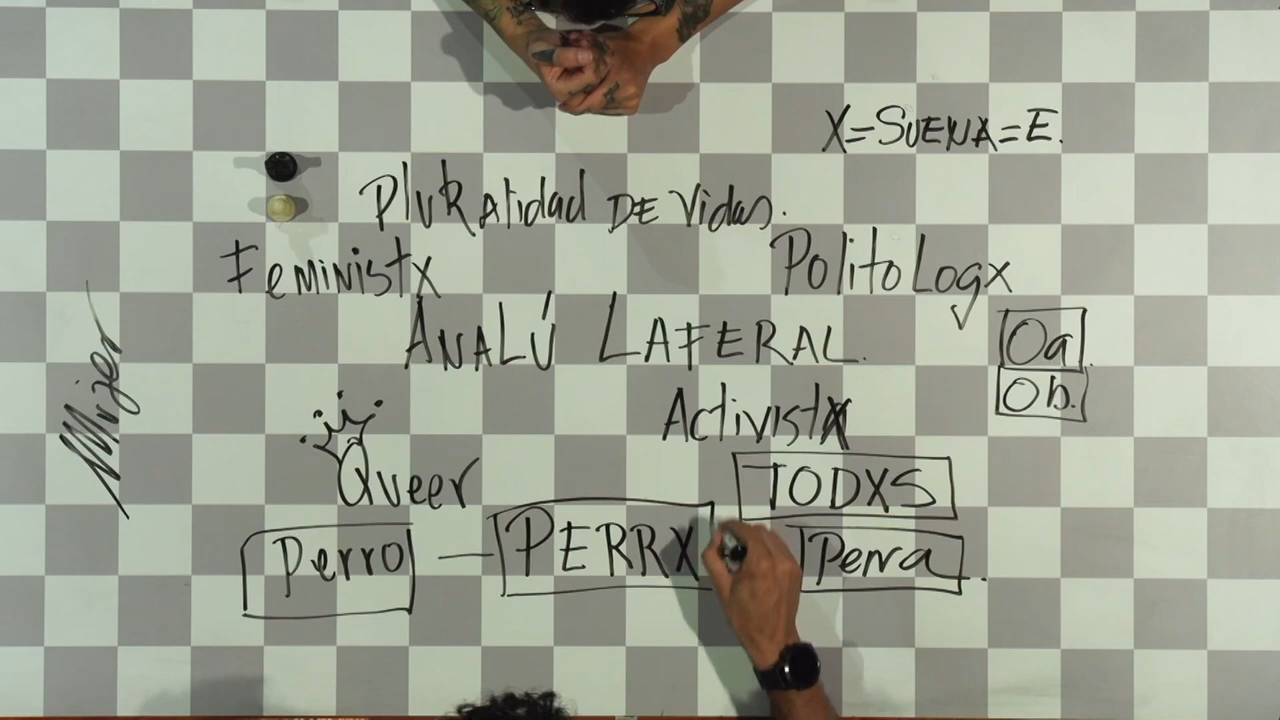 X=SUENA=E.
PluRalidad DE Vidas.
Feministx
PolitoLogx
ANALÚ LAFERAL.
Oa
Ob.
Mujer
Activistx
Queer
TODXS
Perro — PERRX
Perra